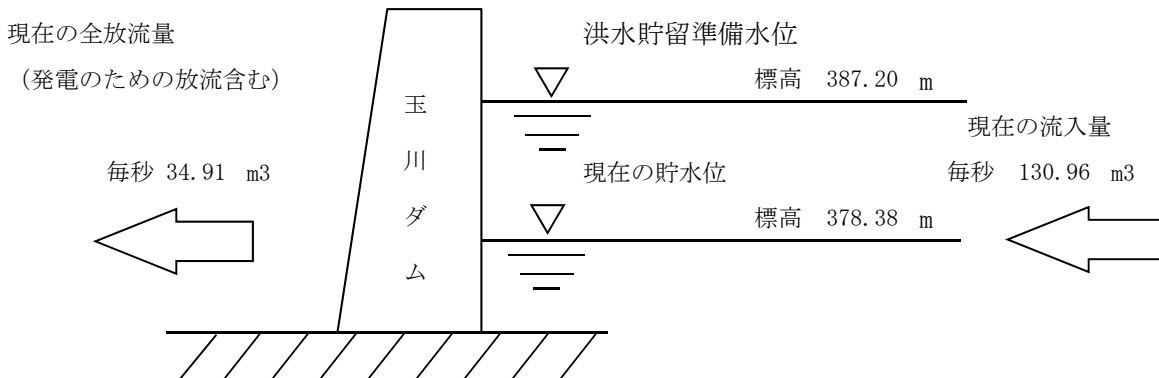 現在の全放流量
（発電のための放流含む）
毎秒 34.91 m3
玉川ダム
洪水貯留準備水位
標高 387.20 m
現在の貯水位
標高 378.38 m
現在の流入量
毎秒 130.96 m3